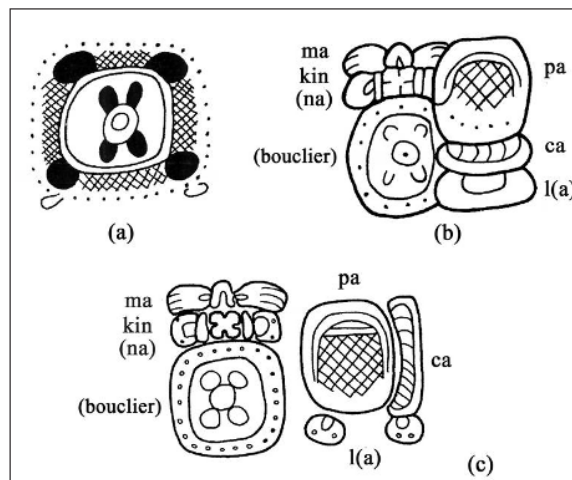 ma
kin
(na)
(bouclier)
pa
ca
l(a)
(a)
(b)
pa
ma
kin
(na)
(bouclier)
ca
l(a)
(c)